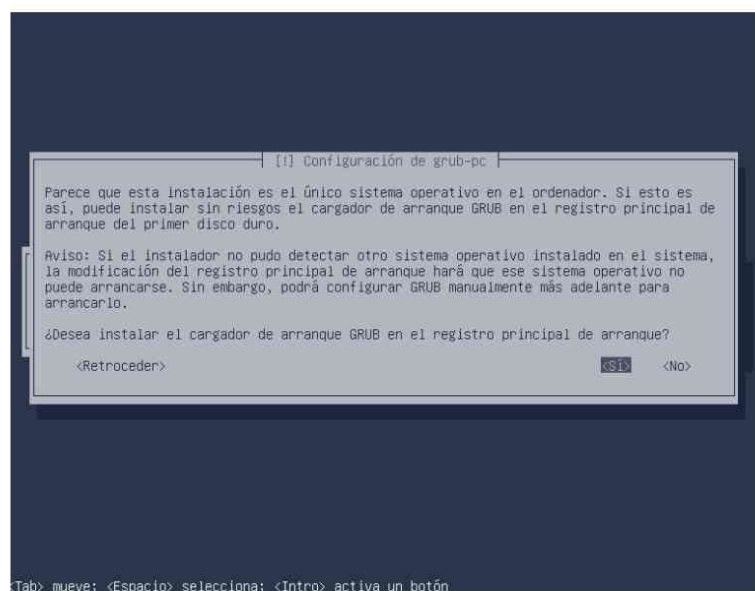 [!] Configuración de grub-pc
Parece que esta instalación es el único sistema operativo en el ordenador. Si esto es
así, puede instalar sin riesgos el cargador de arranque GRUB en el registro principal de
arranque del primer disco duro.
Aviso: Si el instalador no pudo detectar otro sistema operativo instalado en el sistema,
la modificación del registro principal de arranque hará que ese sistema operativo no
puede arrancarse. Sin embargo, podrá configurar GRUB manualmente más adelante para
arrancarlo.
¿Desea instalar el cargador de arranque GRUB en el registro principal de arranque?
<Retroceder> <Sí> <No>
<Tab> mueve; <Espacio> selecciona; <Intro> activa un botón